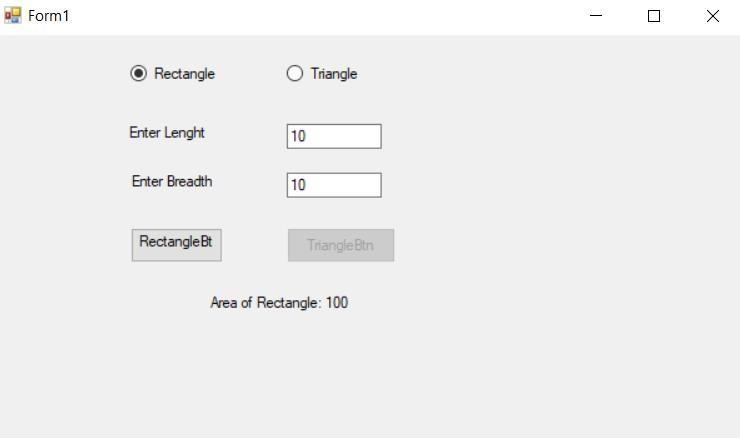 Form1
Rectangle Triangle
Enter Lenght 10
Enter Breadth 10
RectangleBt TriangleBtn
Area of Rectangle: 100